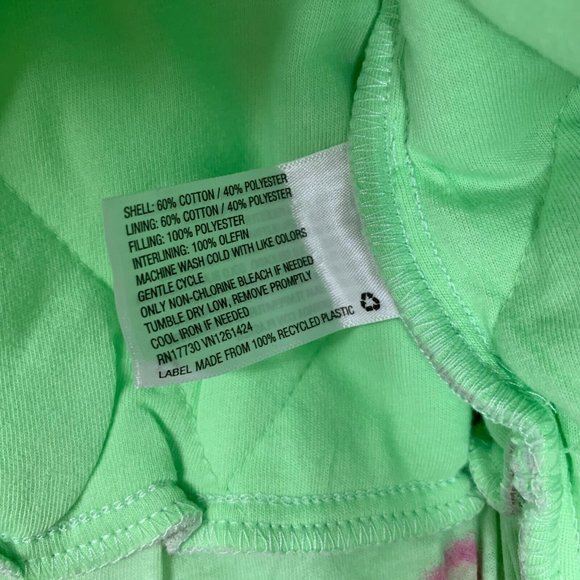 SHELL: 60% COTTON / 40% POLYESTER
LINING: 60% COTTON / 40% POLYESTER
FILLING: 100% POLYESTER
INTERLINING: 100% OLEFIN
MACHINE WASH COLD WITH LIKE COLORS
GENTLE CYCLE
ONLY NON-CHLORINE BLEACH IF NEEDED
TUMBLE DRY LOW, REMOVE PROMPTLY
COOL IRON IF NEEDED
RN17730 VN1261424
LABEL MADE FROM 100% RECYCLED PLASTIC